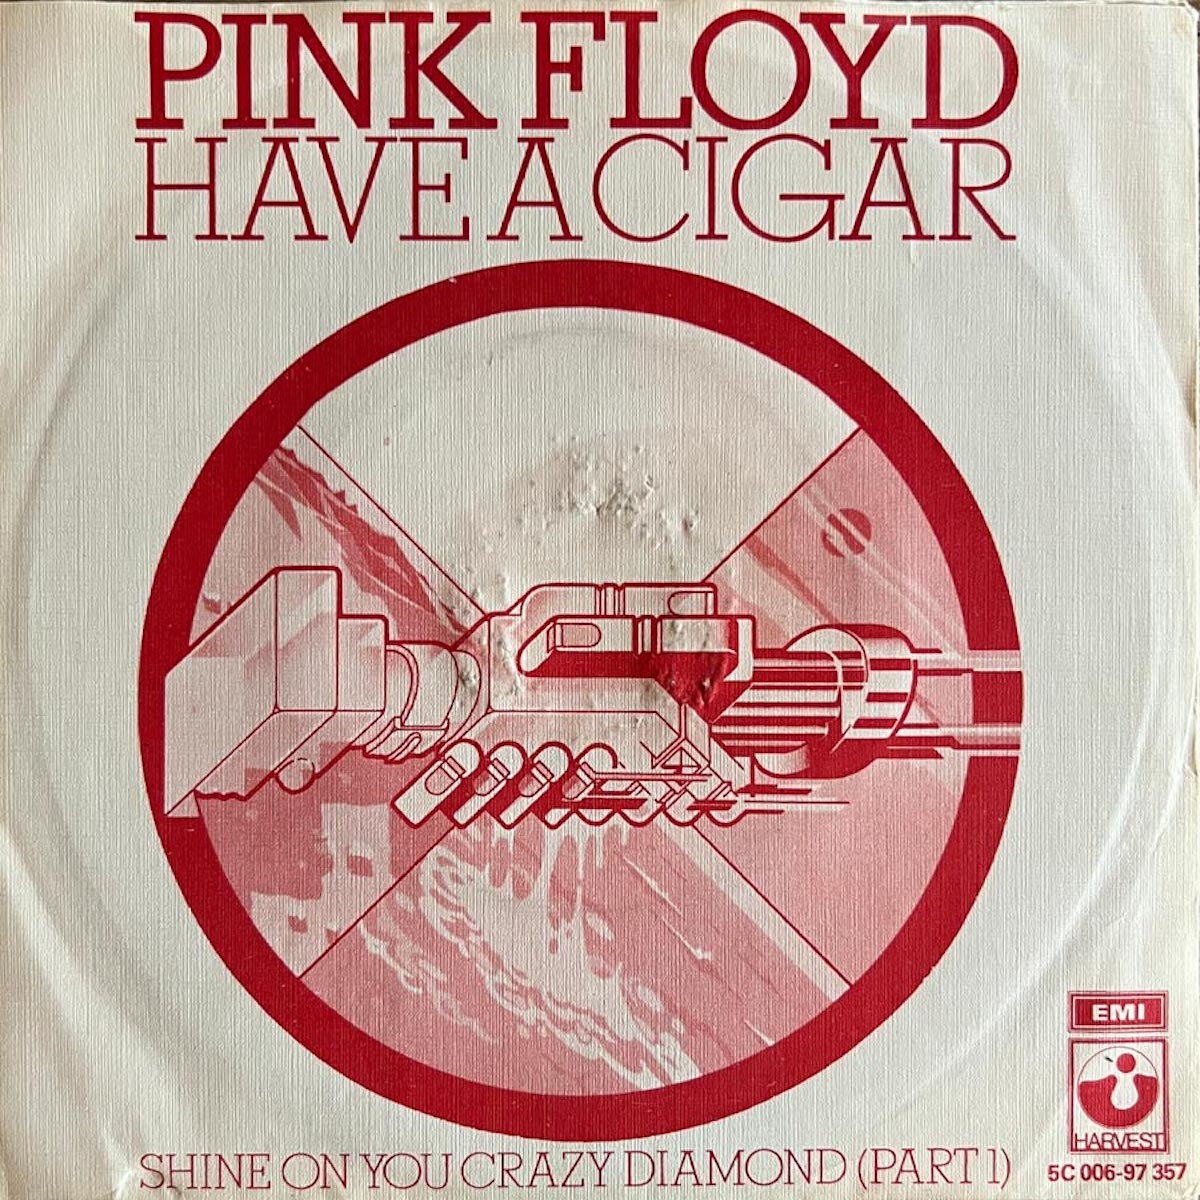 PINK FLOYD
HAVE A CIGAR
EMI
HARVEST
SHINE ON YOU CRAZY DIAMOND (PART 1)
5C 006-97 357